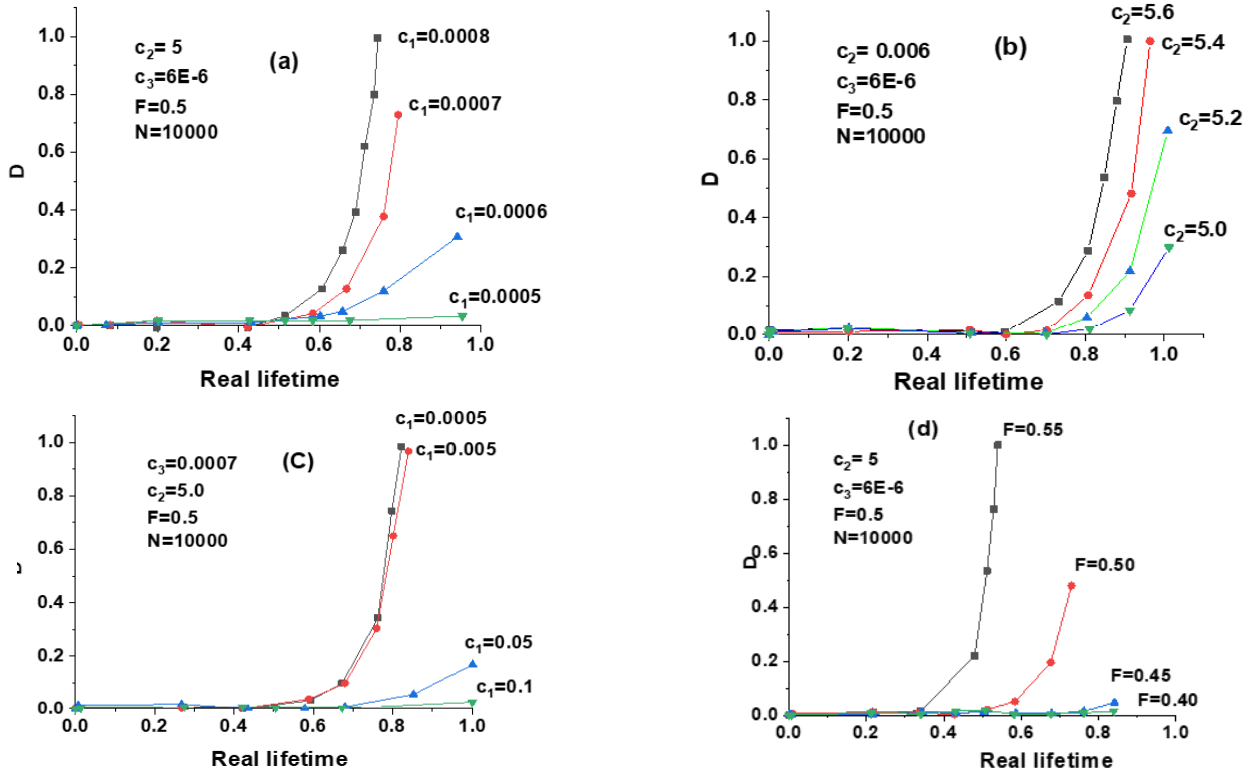 (a)
c₂= 5
c₃=6E-6
F=0.5
N=10000
c₁=0.0008
c₁=0.0007
c₁=0.0006
c₁=0.0005
D
1.0
0.8
0.6
0.4
0.2
0.0
0.0 0.2 0.4 0.6 0.8 1.0
Real lifetime
(b)
c₂= 0.006
c₃=6E-6
F=0.5
N=10000
c₂=5.6
c₂=5.4
c₂=5.2
c₂=5.0
D
1.0
0.8
0.6
0.4
0.2
0.0
0.0 0.2 0.4 0.6 0.8 1.0
Real lifetime
(C)
c₃=0.0007
c₂=5.0
F=0.5
N=10000
c₁=0.0005
c₁=0.005
c₁=0.05
c₁=0.1
1.0
0.8
0.6
0.4
0.2
0.0
0.0 0.2 0.4 0.6 0.8 1.0
Real lifetime
(d)
c₂= 5
c₃=6E-6
F=0.5
N=10000
F=0.55
F=0.50
F=0.45
F=0.40
D
1.0
0.8
0.6
0.4
0.2
0.0
0.0 0.2 0.4 0.6 0.8 1.0
Real lifetime